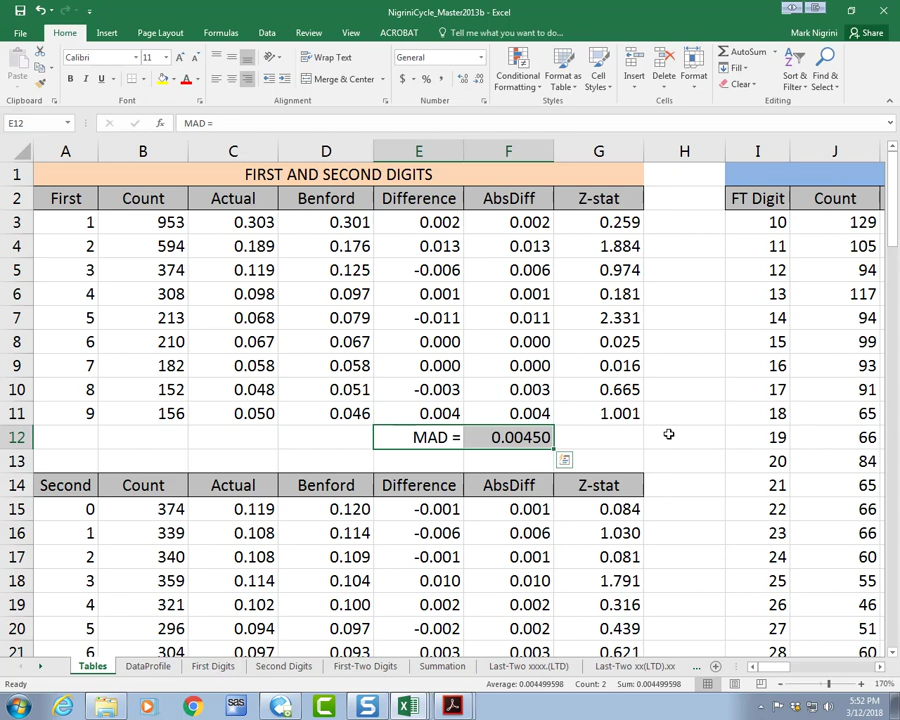 NigriniCycle_Master2013b - Excel
File Home Insert Page Layout Formulas Data Review View ACROBAT Tell me what you want to do... Mark Nigrini Share
Calibri 11 Wrap Text General AutoSum
Paste Conditional Format as Cell Insert Delete Format Fill Sort & Find &
B I U Merge & Center $ % Formatting Table Styles Clear Filter Select
Clipboard Font Alignment Number Styles Cells Editing
E12 fx MAD =
A B C D E F G H I J
1 FIRST AND SECOND DIGITS
2 First Count Actual Benford Difference AbsDiff Z-stat FT Digit Count
3 1 953 0.303 0.301 0.002 0.002 0.259 10 129
4 2 594 0.189 0.176 0.013 0.013 1.884 11 105
5 3 374 0.119 0.125 -0.006 0.006 0.974 12 94
6 4 308 0.098 0.097 0.001 0.001 0.181 13 117
7 5 213 0.068 0.079 -0.011 0.011 2.331 14 94
8 6 210 0.067 0.067 0.000 0.000 0.025 15 99
9 7 182 0.058 0.058 0.000 0.000 0.016 16 93
10 8 152 0.048 0.051 -0.003 0.003 0.665 17 91
11 9 156 0.050 0.046 0.004 0.004 1.001 18 65
12 MAD = 0.00450 19 66
13 20 84
14 Second Count Actual Benford Difference AbsDiff Z-stat 21 65
15 0 374 0.119 0.120 -0.001 0.001 0.084 22 66
16 1 339 0.108 0.114 -0.006 0.006 1.030 23 66
17 2 340 0.108 0.109 -0.001 0.001 0.081 24 60
18 3 359 0.114 0.104 0.010 0.010 1.791 25 55
19 4 321 0.102 0.100 0.002 0.002 0.316 26 46
20 5 296 0.094 0.097 -0.002 0.002 0.439 27 51
21 6 304 0.097 0.093 0.003 0.003 0.621 28 60
Tables DataProfile First Digits Second Digits First-Two Digits Summation Last-Two xxxx.(LTD) Last-Two xx(LTD).xx ...
Ready Average: 0.004499598 Count: 2 Sum: 0.004499598 170%
sas C S 5:52 PM
3/12/2018